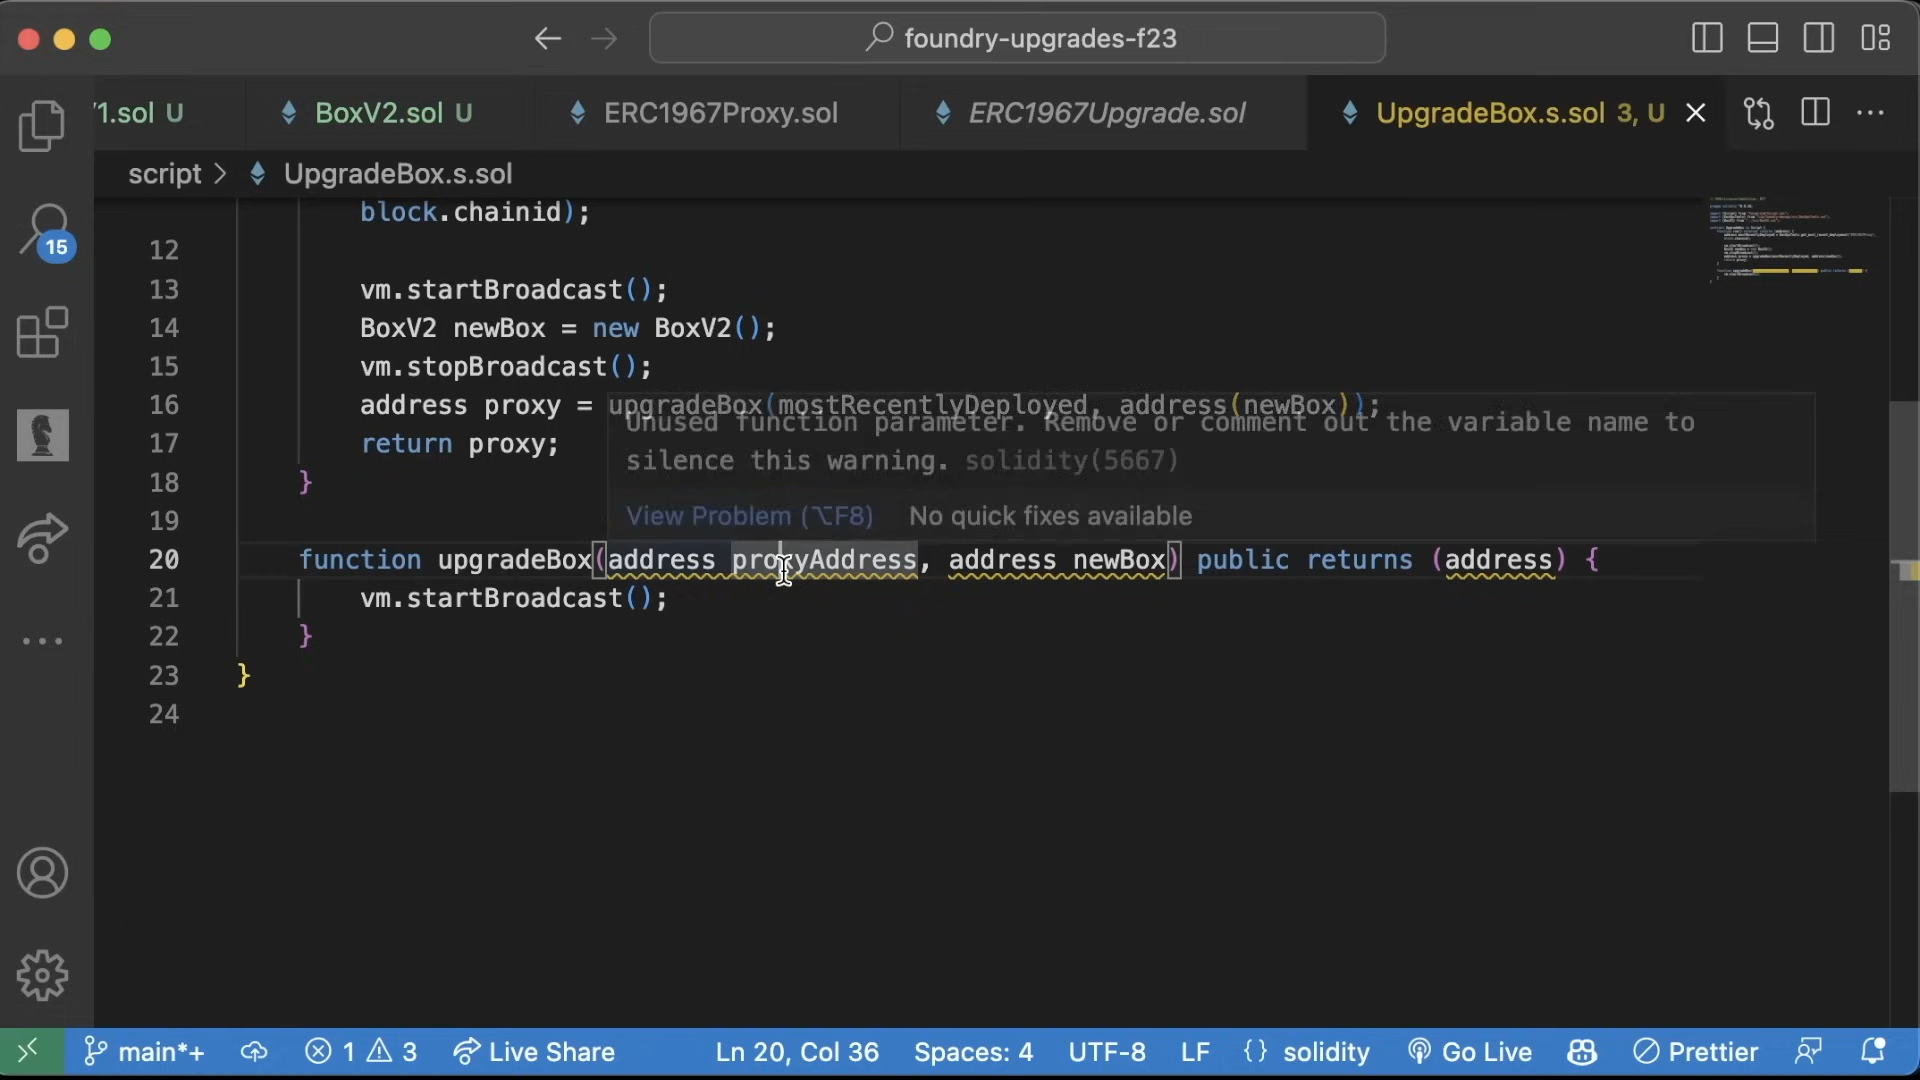 foundry-upgrades-f23
1.sol U
BoxV2.sol U
ERC1967Proxy.sol
ERC1967Upgrade.sol
UpgradeBox.s.sol 3, U
script > UpgradeBox.s.sol
15
block.chainid);
12
13 vm.startBroadcast();
14 BoxV2 newBox = new BoxV2();
15 vm.stopBroadcast();
16 address proxy = upgradeBox(mostRecentlyDeployed, address(newBox));
Unused function parameter. Remove or comment out the variable name to
17 return proxy;
silence this warning. solidity(5667)
18 }
19
View Problem (⌥F8) No quick fixes available
20 function upgradeBox(address proxyAddress, address newBox) public returns (address) {
21 vm.startBroadcast();
22 }
23 }
24
main*+ 1 3 Live Share Ln 20, Col 36 Spaces: 4 UTF-8 LF {} solidity Go Live Prettier